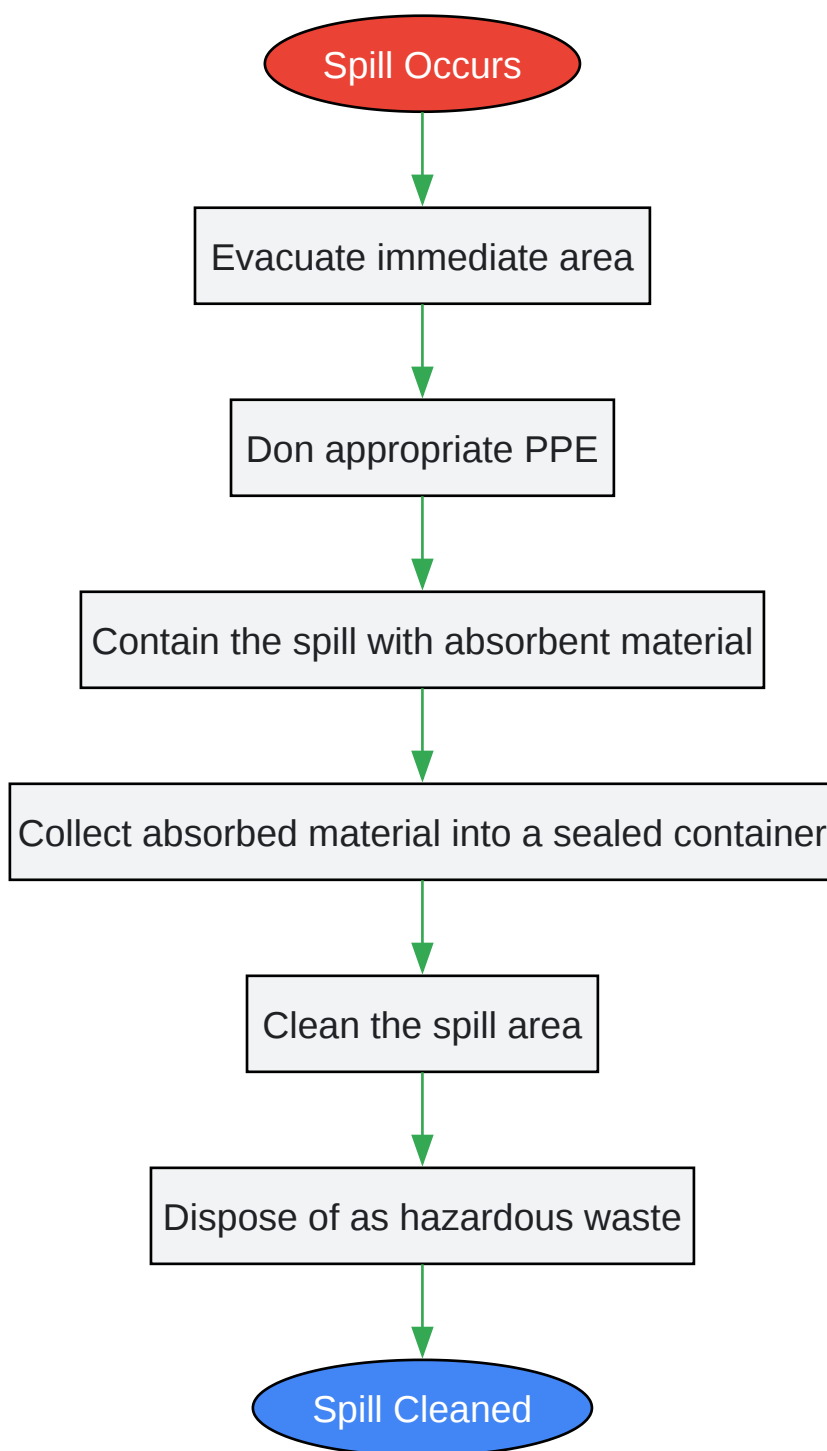 Spill Occurs
Evacuate immediate area
Don appropriate PPE
Contain the spill with absorbent material
Collect absorbed material into a sealed container
Clean the spill area
Dispose of as hazardous waste
Spill Cleaned